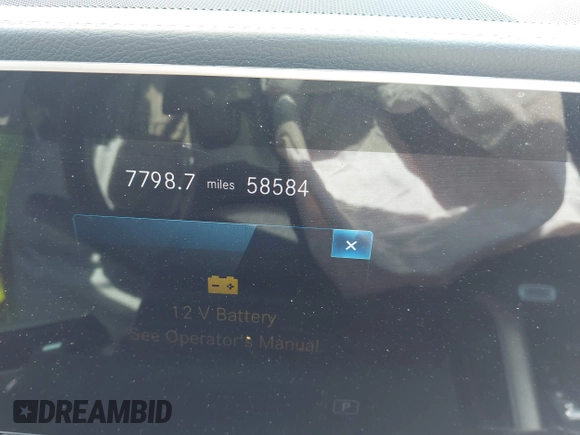 7798.7 miles 58584
12 V Battery
See Operator's Manual.
P
DREAMBID